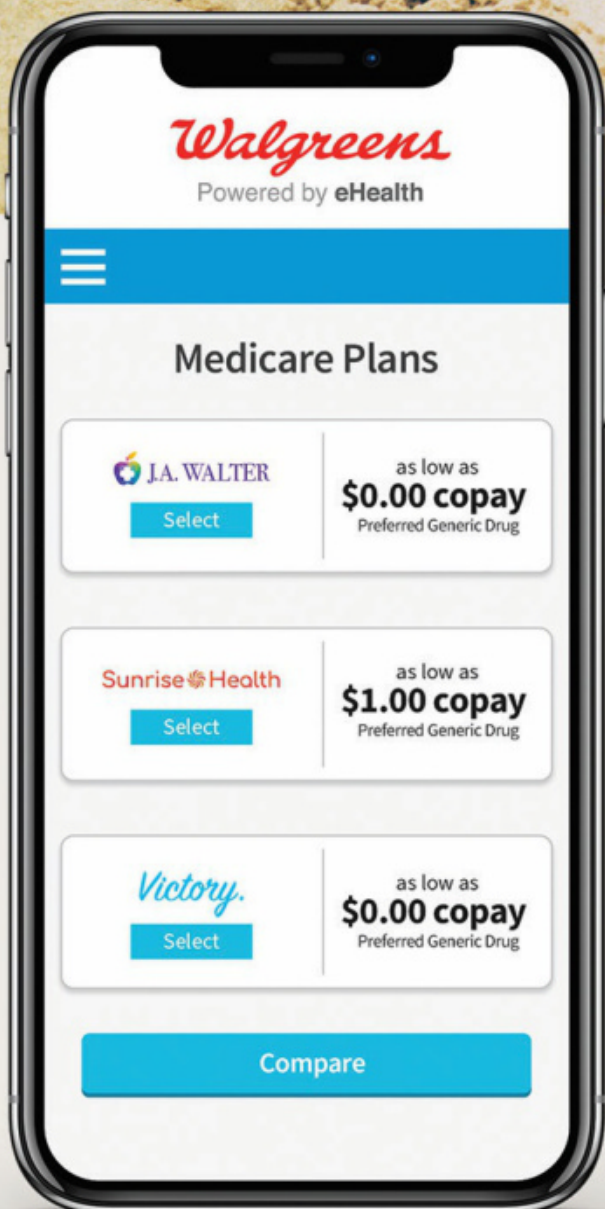 Walgreens
Powered by eHealth
Medicare Plans
J.A. WALTER
Select
as low as
$0.00 copay
Preferred Generic Drug
Sunrise Health
Select
as low as
$1.00 copay
Preferred Generic Drug
Victory.
Select
as low as
$0.00 copay
Preferred Generic Drug
Compare